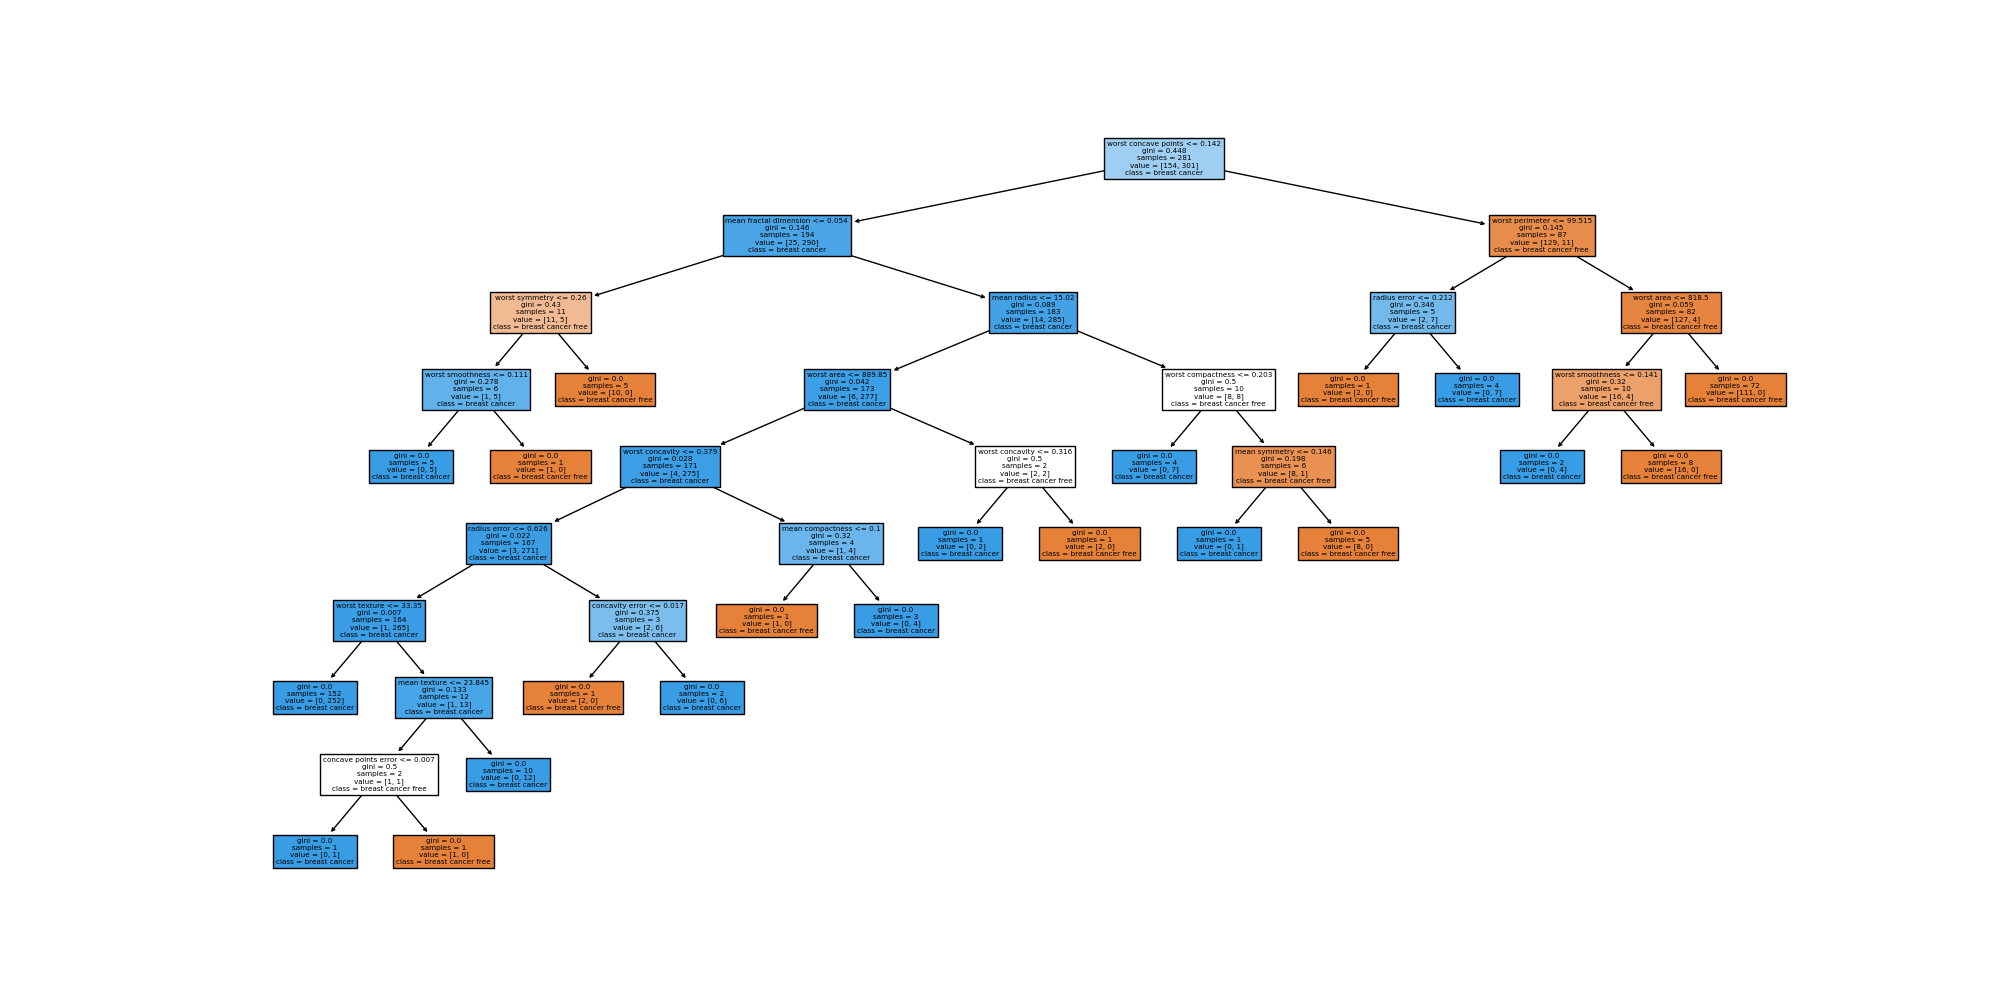 worst concave points <= 0.142
gini = 0.448
samples = 281
value = [154, 301]
class = breast cancer
mean fractal dimension <= 0.054
gini = 0.146
samples = 194
value = [25, 290]
class = breast cancer
worst perimeter <= 99.515
gini = 0.145
samples = 87
value = [129, 11]
class = breast cancer free
worst symmetry <= 0.26
gini = 0.43
samples = 11
value = [11, 5]
class = breast cancer free
mean radius <= 15.02
gini = 0.089
samples = 183
value = [14, 285]
class = breast cancer
radius error <= 0.212
gini = 0.346
samples = 5
value = [2, 7]
class = breast cancer
worst area <= 818.5
gini = 0.059
samples = 82
value = [127, 4]
class = breast cancer free
worst smoothness <= 0.111
gini = 0.278
samples = 6
value = [1, 5]
class = breast cancer
gini = 0.0
samples = 5
value = [10, 0]
class = breast cancer free
worst area <= 889.85
gini = 0.042
samples = 173
value = [6, 277]
class = breast cancer
worst compactness <= 0.203
gini = 0.5
samples = 10
value = [8, 8]
class = breast cancer free
gini = 0.0
samples = 1
value = [2, 0]
class = breast cancer free
gini = 0.0
samples = 4
value = [0, 7]
class = breast cancer
worst smoothness <= 0.141
gini = 0.32
samples = 10
value = [16, 4]
class = breast cancer free
gini = 0.0
samples = 72
value = [111, 0]
class = breast cancer free
gini = 0.0
samples = 5
value = [0, 5]
class = breast cancer
gini = 0.0
samples = 1
value = [1, 0]
class = breast cancer free
worst concavity <= 0.379
gini = 0.028
samples = 171
value = [4, 275]
class = breast cancer
worst concavity <= 0.316
gini = 0.5
samples = 2
value = [2, 2]
class = breast cancer free
gini = 0.0
samples = 4
value = [0, 7]
class = breast cancer
mean symmetry <= 0.146
gini = 0.198
samples = 6
value = [8, 1]
class = breast cancer free
gini = 0.0
samples = 2
value = [0, 4]
class = breast cancer
gini = 0.0
samples = 8
value = [16, 0]
class = breast cancer free
radius error <= 0.626
gini = 0.022
samples = 167
value = [3, 271]
class = breast cancer
mean compactness <= 0.1
gini = 0.32
samples = 4
value = [1, 4]
class = breast cancer
gini = 0.0
samples = 1
value = [0, 2]
class = breast cancer
gini = 0.0
samples = 1
value = [2, 0]
class = breast cancer free
gini = 0.0
samples = 1
value = [0, 1]
class = breast cancer
gini = 0.0
samples = 5
value = [8, 0]
class = breast cancer free
worst texture <= 33.35
gini = 0.007
samples = 164
value = [1, 265]
class = breast cancer
concavity error <= 0.017
gini = 0.375
samples = 3
value = [2, 6]
class = breast cancer
gini = 0.0
samples = 1
value = [1, 0]
class = breast cancer free
gini = 0.0
samples = 3
value = [0, 4]
class = breast cancer
gini = 0.0
samples = 152
value = [0, 252]
class = breast cancer
mean texture <= 23.845
gini = 0.133
samples = 12
value = [1, 13]
class = breast cancer
gini = 0.0
samples = 1
value = [2, 0]
class = breast cancer free
gini = 0.0
samples = 2
value = [0, 6]
class = breast cancer
concave points error <= 0.007
gini = 0.5
samples = 2
value = [1, 1]
class = breast cancer free
gini = 0.0
samples = 10
value = [0, 12]
class = breast cancer
gini = 0.0
samples = 1
value = [0, 1]
class = breast cancer
gini = 0.0
samples = 1
value = [1, 0]
class = breast cancer free